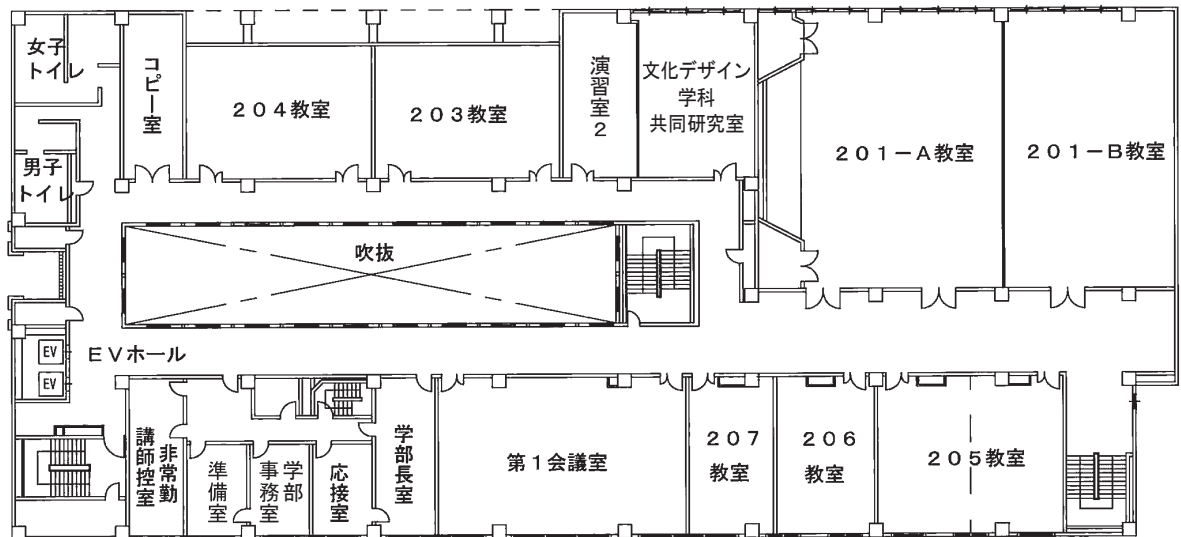 女子
トイレ
コピー室
204教室
203教室
演習室2
文化デザイン
学科
共同研究室
201-A教室
201-B教室
男子
トイレ
吹抜
EV
EV
EVホール
非常勤
講師控室
準備室
学部
事務室
応接室
学部長室
第1会議室
207
教室
206
教室
205教室